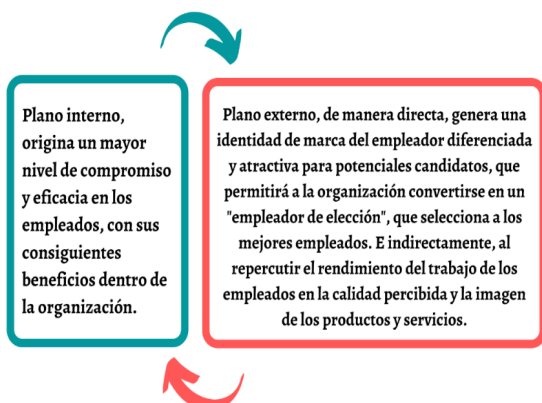 Plano interno,
origina un mayor
nivel de compromiso
y eficacia en los
empleados, con sus
consiguientes
beneficios dentro de
la organización.
Plano externo, de manera directa, genera una
identidad de marca del empleador diferenciada
y atractiva para potenciales candidatos, que
permitirá a la organización convertirse en un
"empleador de elección", que selecciona a los
mejores empleados. E indirectamente, al
repercutir el rendimiento del trabajo de los
empleados en la calidad percibida y la imagen
de los productos y servicios.